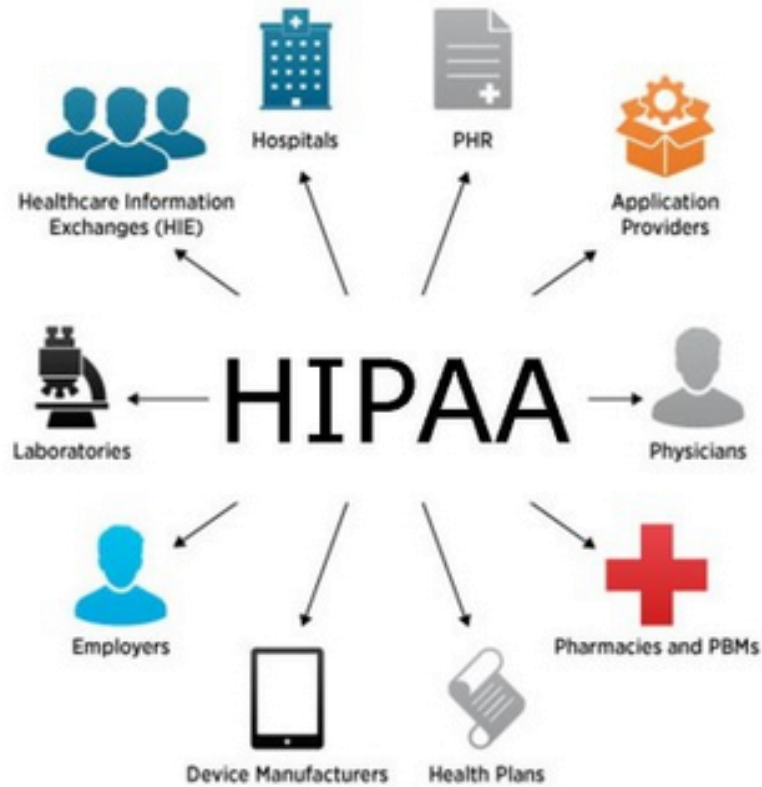 Hospitals
PHR
Healthcare Information
Exchanges (HIE)
Application
Providers
HIPAA
Laboratories
Physicians
Employers
Pharmacies and PBMs
Device Manufacturers
Health Plans